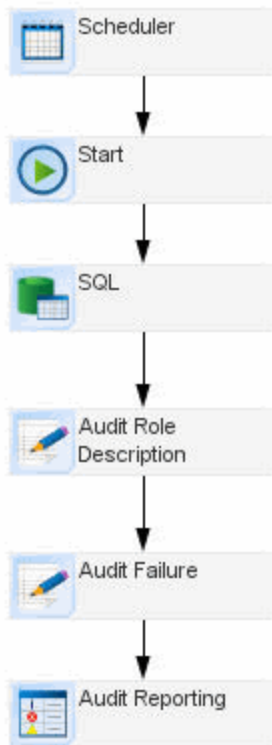 Scheduler
Start
SQL
Audit Role
Description
Audit Failure
Audit Reporting